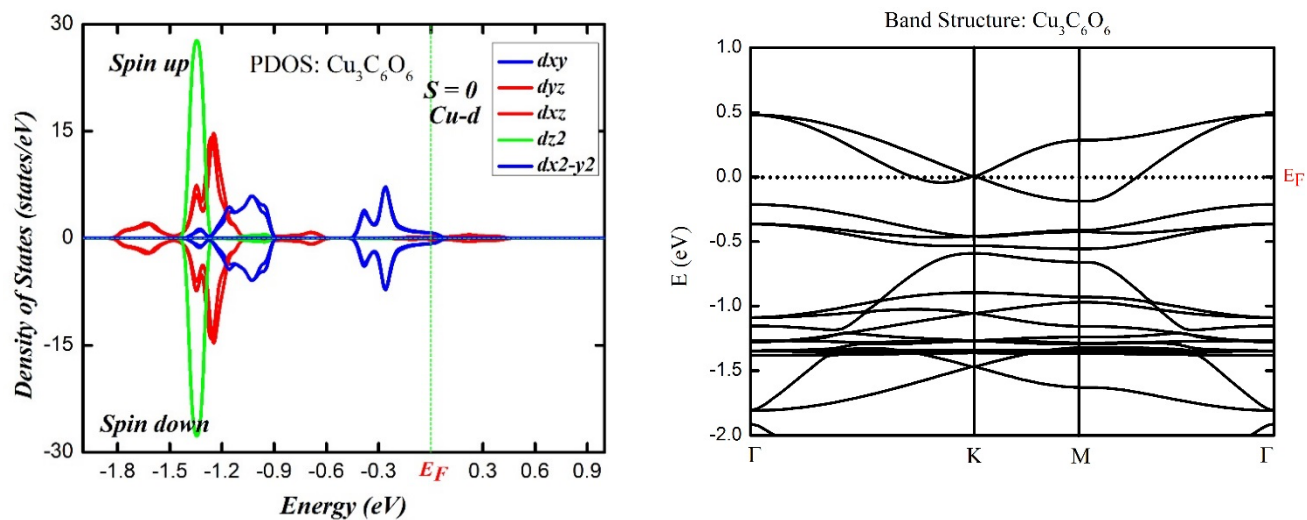 30
15
0
-15
-30
Density of States (states/eV)
Spin up
PDOS: Cu₃C₆O₆
S = 0
Cu-d
dxy
dyz
dxz
dz2
dx2-y2
Spin down
-1.8 -1.5 -1.2 -0.9 -0.6 -0.3 E_F 0.3 0.6 0.9
Energy (eV)
Band Structure: Cu₃C₆O₆
1.0
0.5
0.0
-0.5
-1.0
-1.5
-2.0
E (eV)
E_F
Γ K M Γ